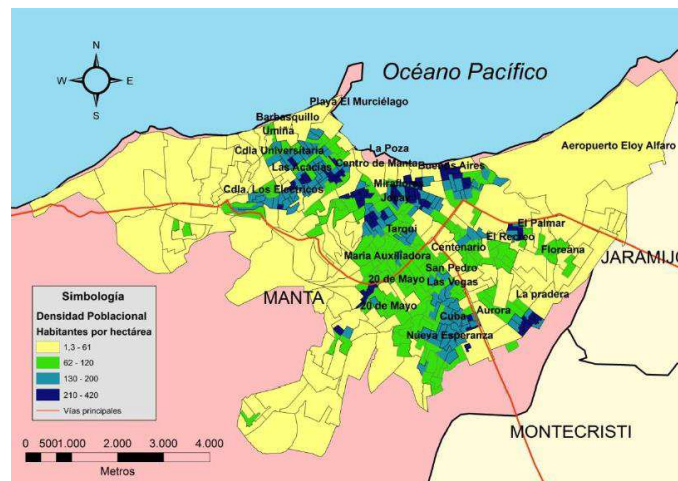 N
W E
S
Océano Pacífico
Playa El Murciélago
Barbasquillo
Umiña
Cdla Universitaria
La Poza
Aeropuerto Eloy Alfaro
Las Acacias
Centro de Manta
Buenos Aires
Cdla. Los Eléctricos
Miraflores
Jocay
Tarqui
El Palmar
El Recreo
Centenario
Floreana
María Auxiliadora
JARAMIJO
San Pedro
20 de Mayo
Las Vegas
MANTA
La pradera
20 de Mayo
Cuba
Aurora
Nueva Esperanza
MONTECRISTI
Simbología
Densidad Poblacional
Habitantes por hectárea
1,3 - 61
62 - 120
130 - 200
210 - 420
Vías principales
0 5001.000 2.000 3.000 4.000
Metros